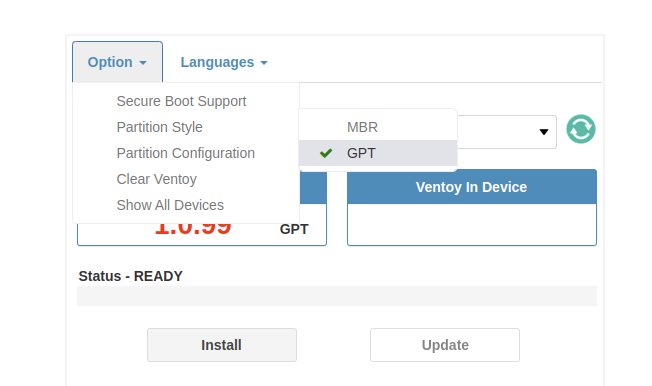 Option Languages
Secure Boot Support
Partition Style
MBR
Partition Configuration
GPT
Clear Ventoy
Ventoy In Device
Show All Devices
1.0.99 GPT
Status - READY
Install Update